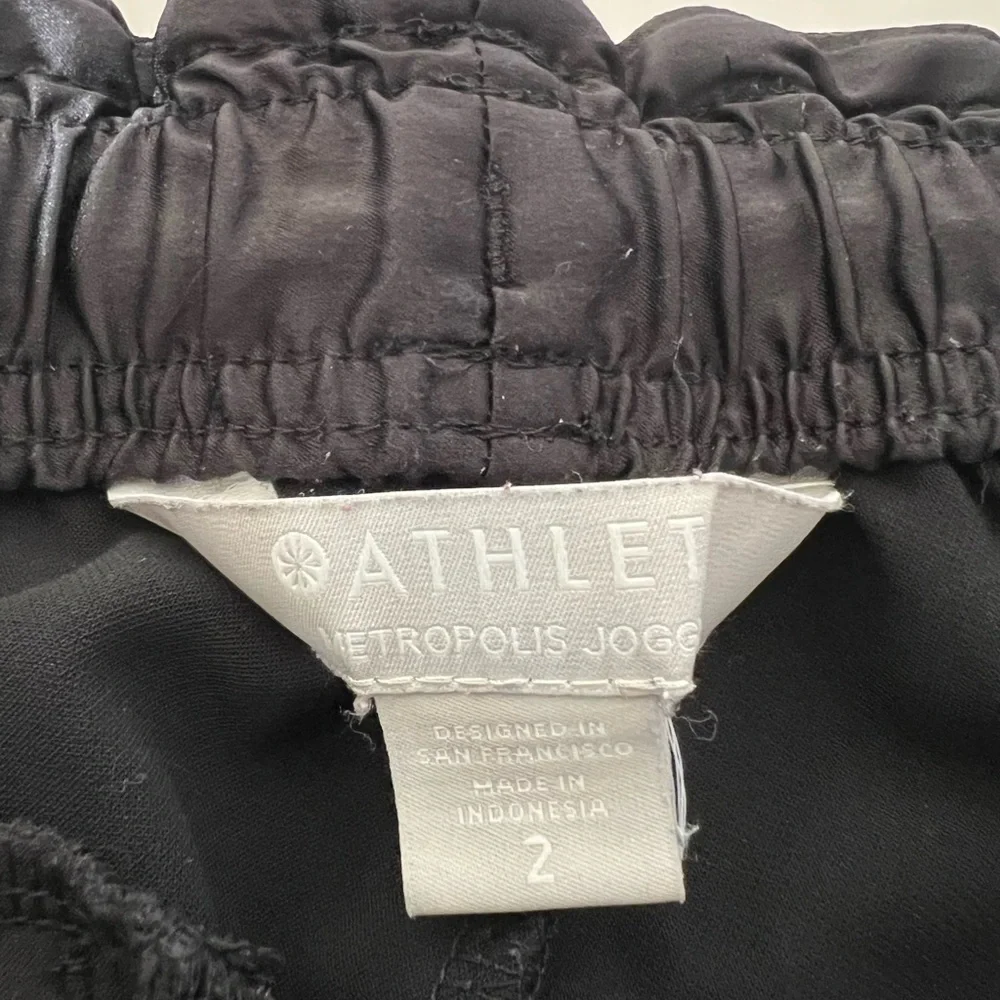 ATHLET
METROPOLIS JOGG
DESIGNED IN
SAN FRANCISCO
MADE IN
INDONESIA
2